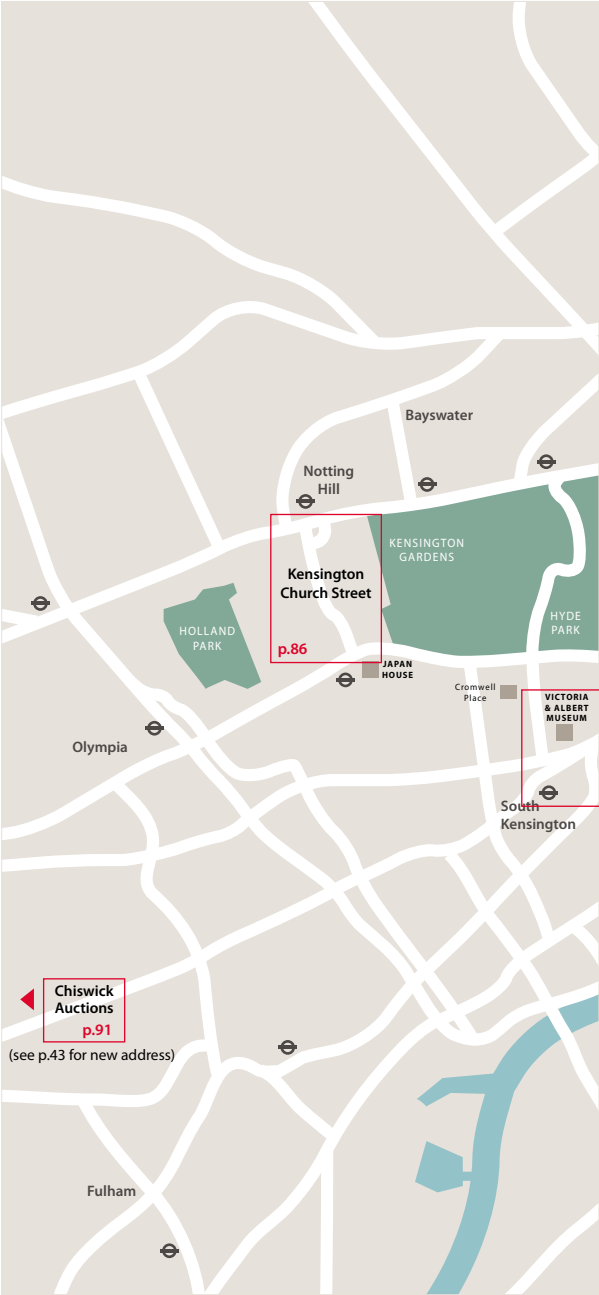 Bayswater
Notting
Hill
KENSINGTON
GARDENS
Kensington
Church Street
p.86
HOLLAND
PARK
HYDE
PARK
JAPAN
HOUSE
Cromwell
Place
VICTORIA
& ALBERT
MUSEUM
Olympia
South
Kensington
Chiswick
Auctions
p.91
(see p.43 for new address)
Fulham